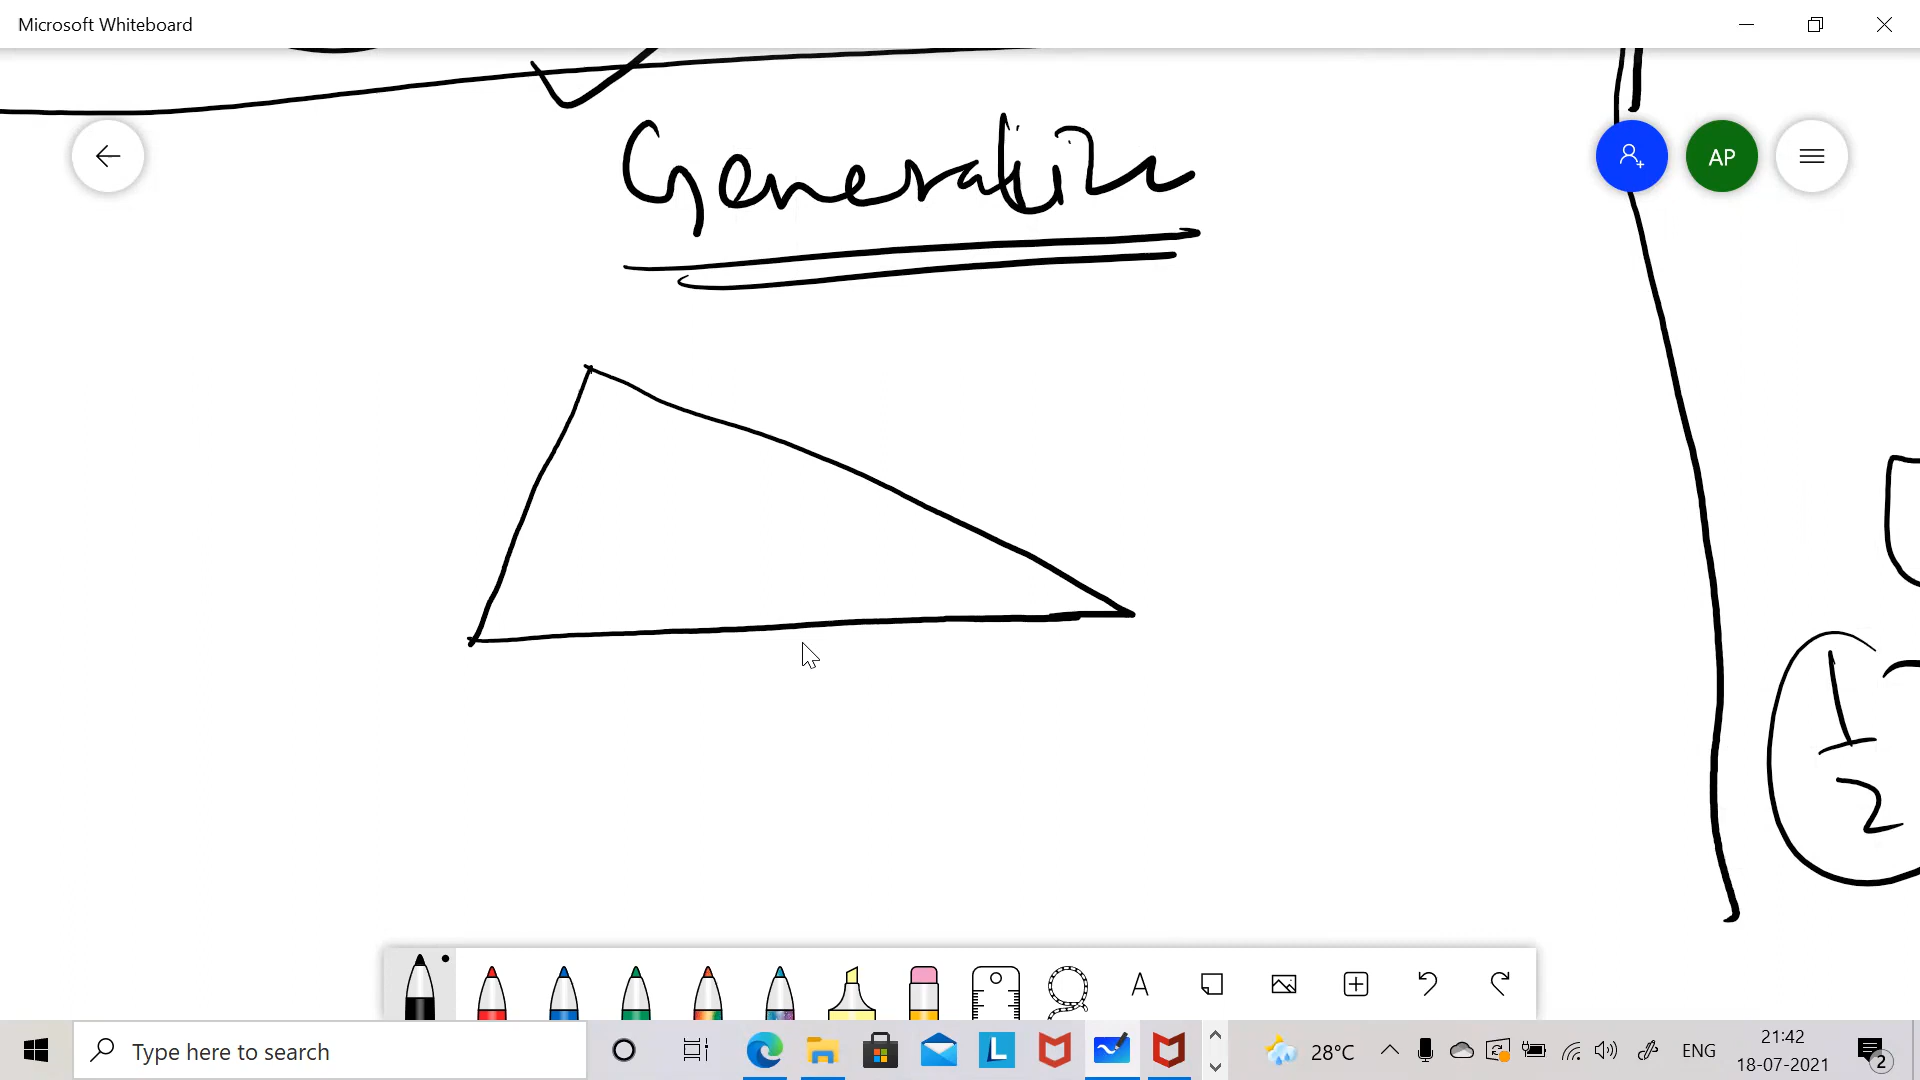 Microsoft Whiteboard
Generalize
AP
1
2
A
Type here to search
L
28°C
ENG
21:42
18-07-2021
2